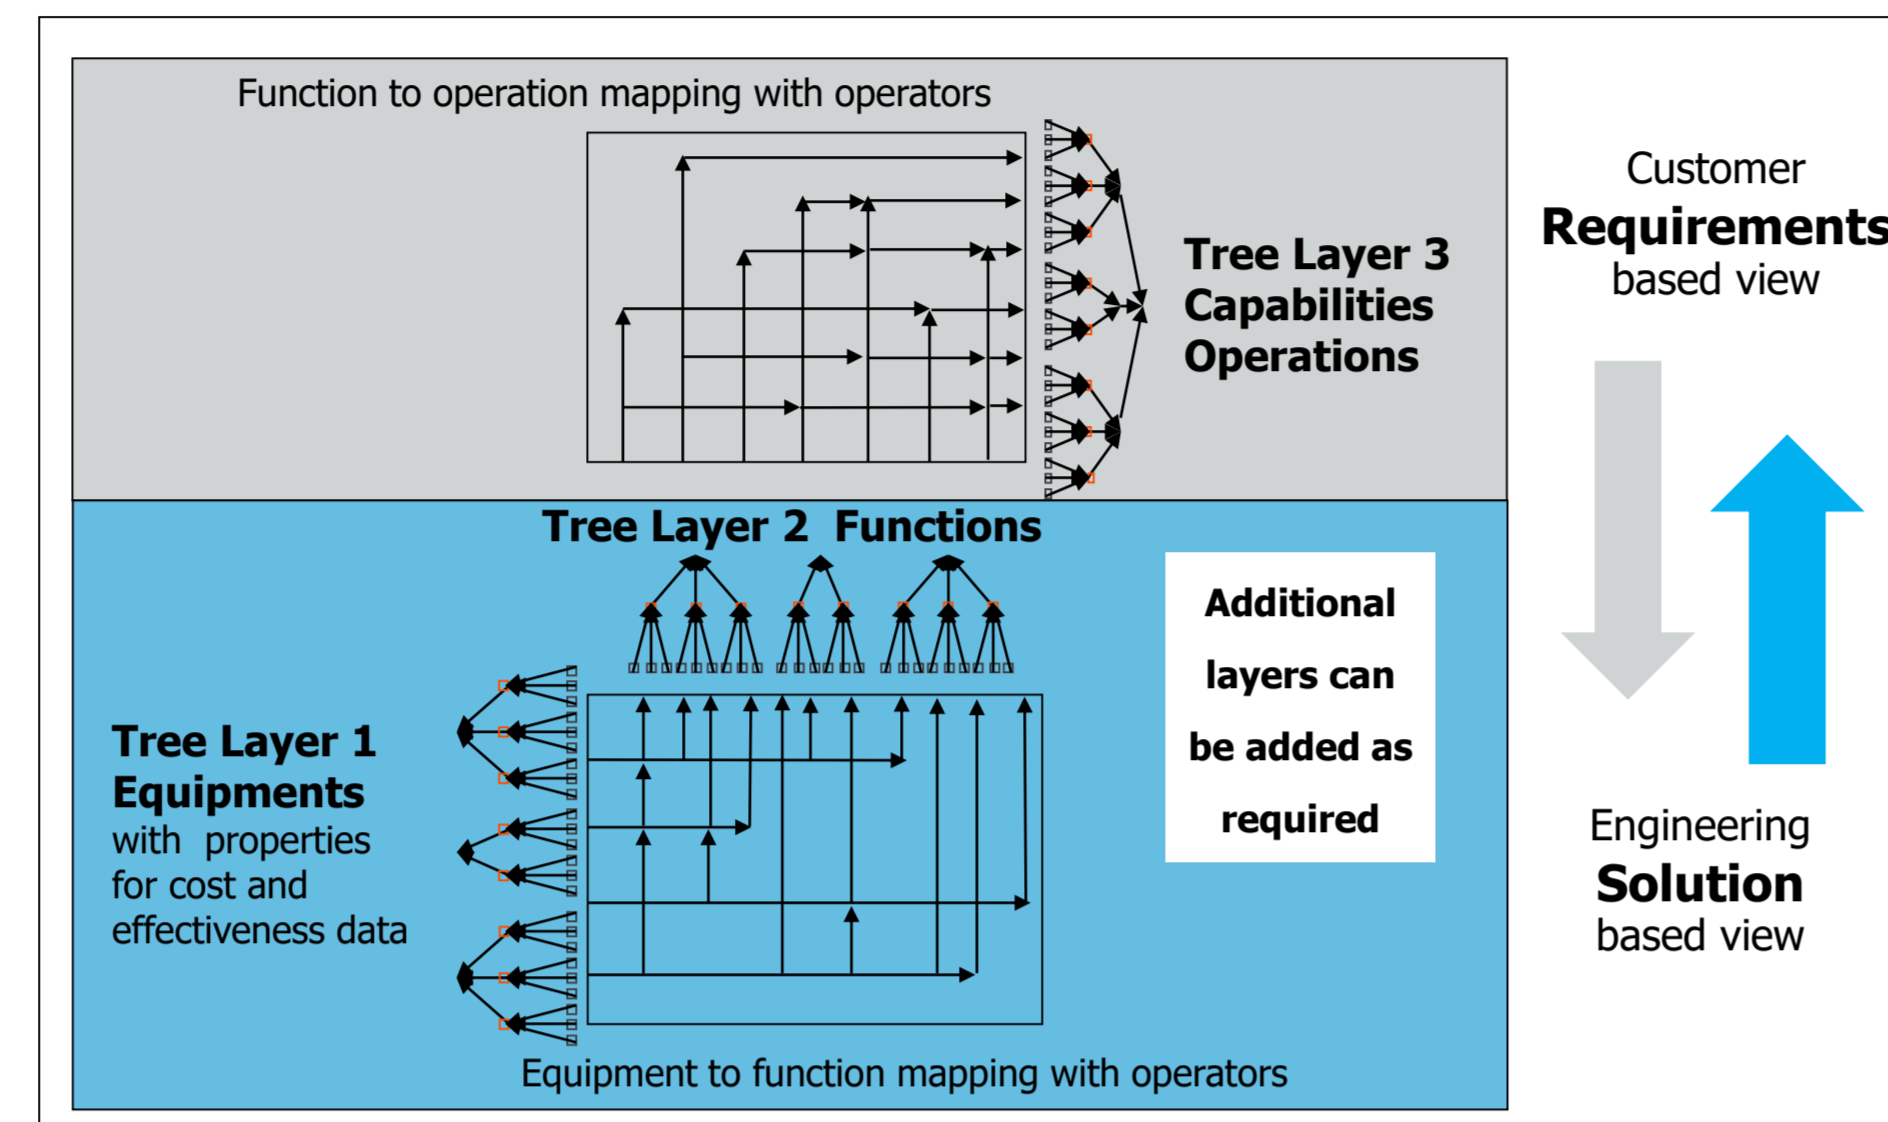 Function to operation mapping with operators
Tree Layer 3
Capabilities
Operations
Customer
Requirements
based view
Tree Layer 2 Functions
Additional
layers can
be added as
required
Tree Layer 1
Equipments
with properties
for cost and
effectiveness data
Engineering
Solution
based view
Equipment to function mapping with operators